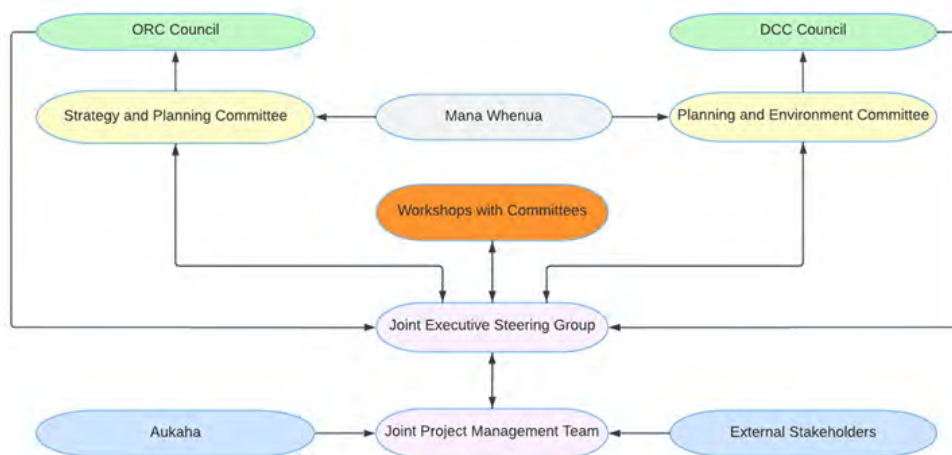 ORC Council
DCC Council
Strategy and Planning Committee
Mana Whenua
Planning and Environment Committee
Workshops with Committees
Joint Executive Steering Group
Aukaha
Joint Project Management Team
External Stakeholders